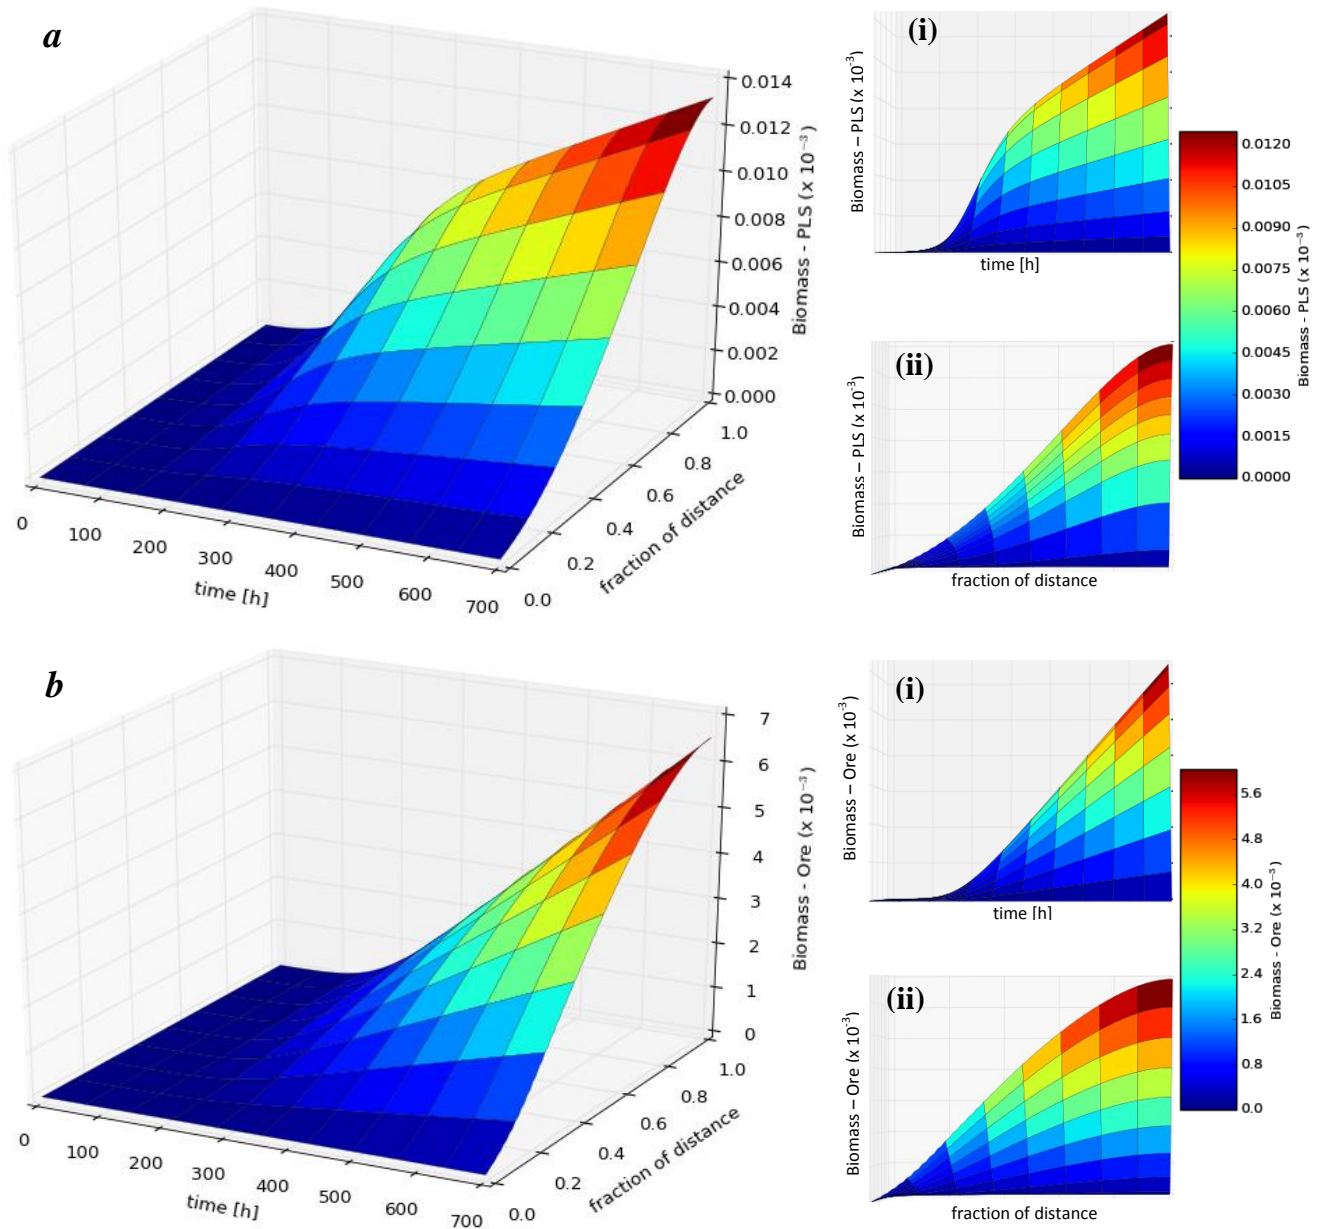 a
0.014
0.012
0.010
0.008
0.006
0.004
0.002
0.000
Biomass - PLS (x 10⁻³)
0
100
200
300
400
500
600
700
time [h]
0.0
0.2
0.4
0.6
0.8
1.0
fraction of distance
(i)
Biomass – PLS (x 10⁻³)
time [h]
(ii)
Biomass – PLS (x 10⁻³)
fraction of distance
0.0120
0.0105
0.0090
0.0075
0.0060
0.0045
0.0030
0.0015
0.0000
Biomass - PLS (x 10⁻³)
b
7
6
5
4
3
2
1
0
Biomass - Ore (x 10⁻³)
0
100
200
300
400
500
600
700
time [h]
0.0
0.2
0.4
0.6
0.8
1.0
fraction of distance
(i)
Biomass – Ore (x 10⁻³)
time [h]
(ii)
Biomass – Ore (x 10⁻³)
fraction of distance
5.6
4.8
4.0
3.2
2.4
1.6
0.8
0.0
Biomass - Ore (x 10⁻³)